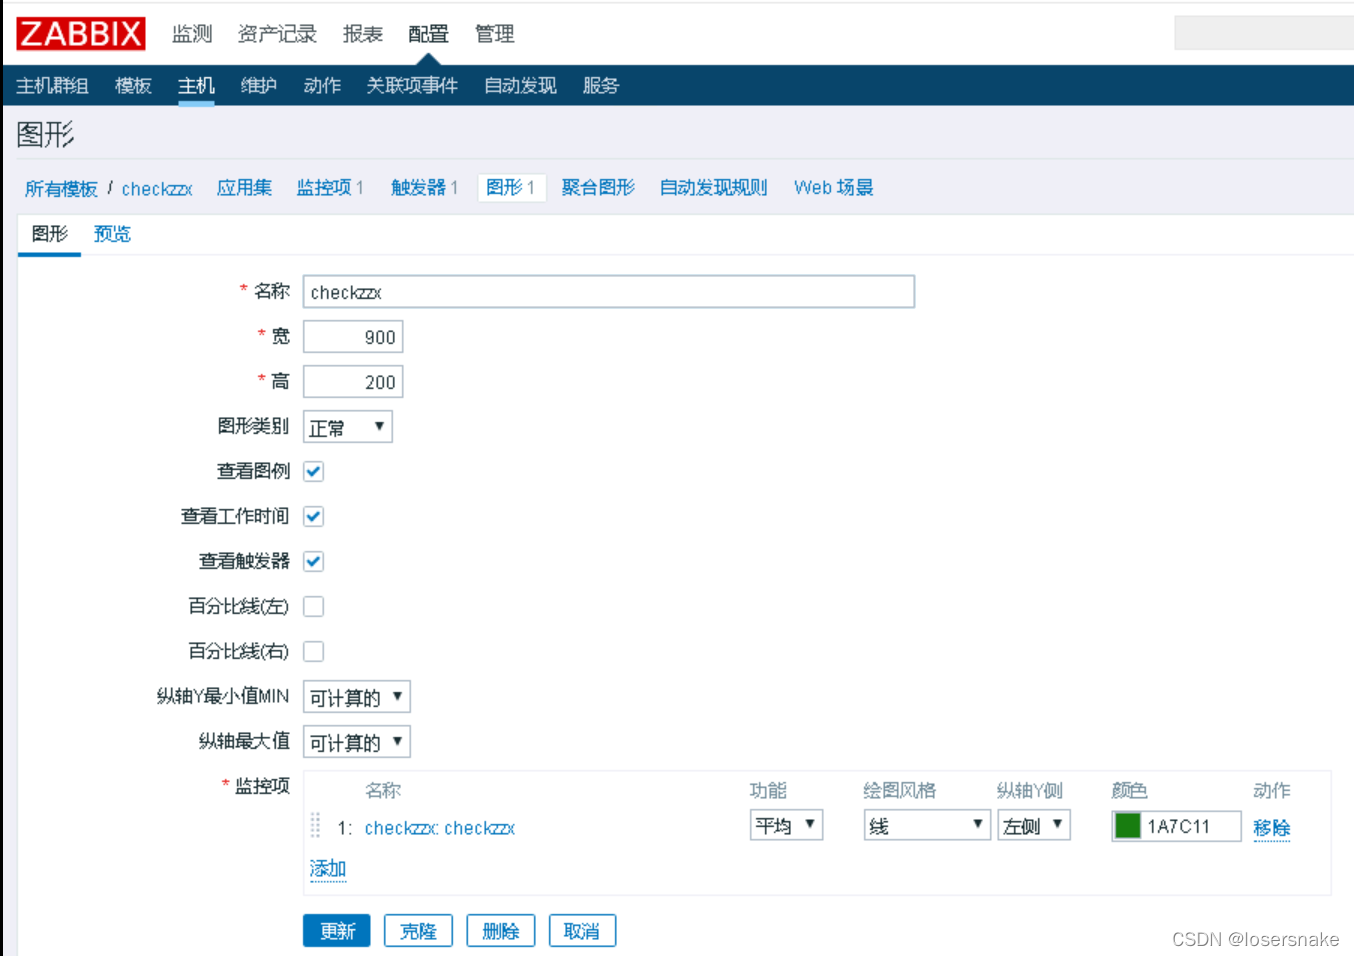 ZABBIX 监测 资产记录 报表 配置 管理
主机群组 模板 主机 维护 动作 关联项事件 自动发现 服务
图形
所有模板 / checkzzx 应用集 监控项 1 触发器 1 图形 1 聚合图形 自动发现规则 Web 场景
图形 预览
* 名称 checkzzx
* 宽 900
* 高 200
图形类别 正常
查看图例
查看工作时间
查看触发器
百分比线(左)
百分比线(右)
纵轴Y最小值MIN 可计算的
纵轴最大值 可计算的
* 监控项 名称 功能 绘图风格 纵轴Y侧 颜色 动作
1: checkzzx: checkzzx 平均 线 左侧 1A7C11 移除
添加
更新 克隆 删除 取消
CSDN @losersnake